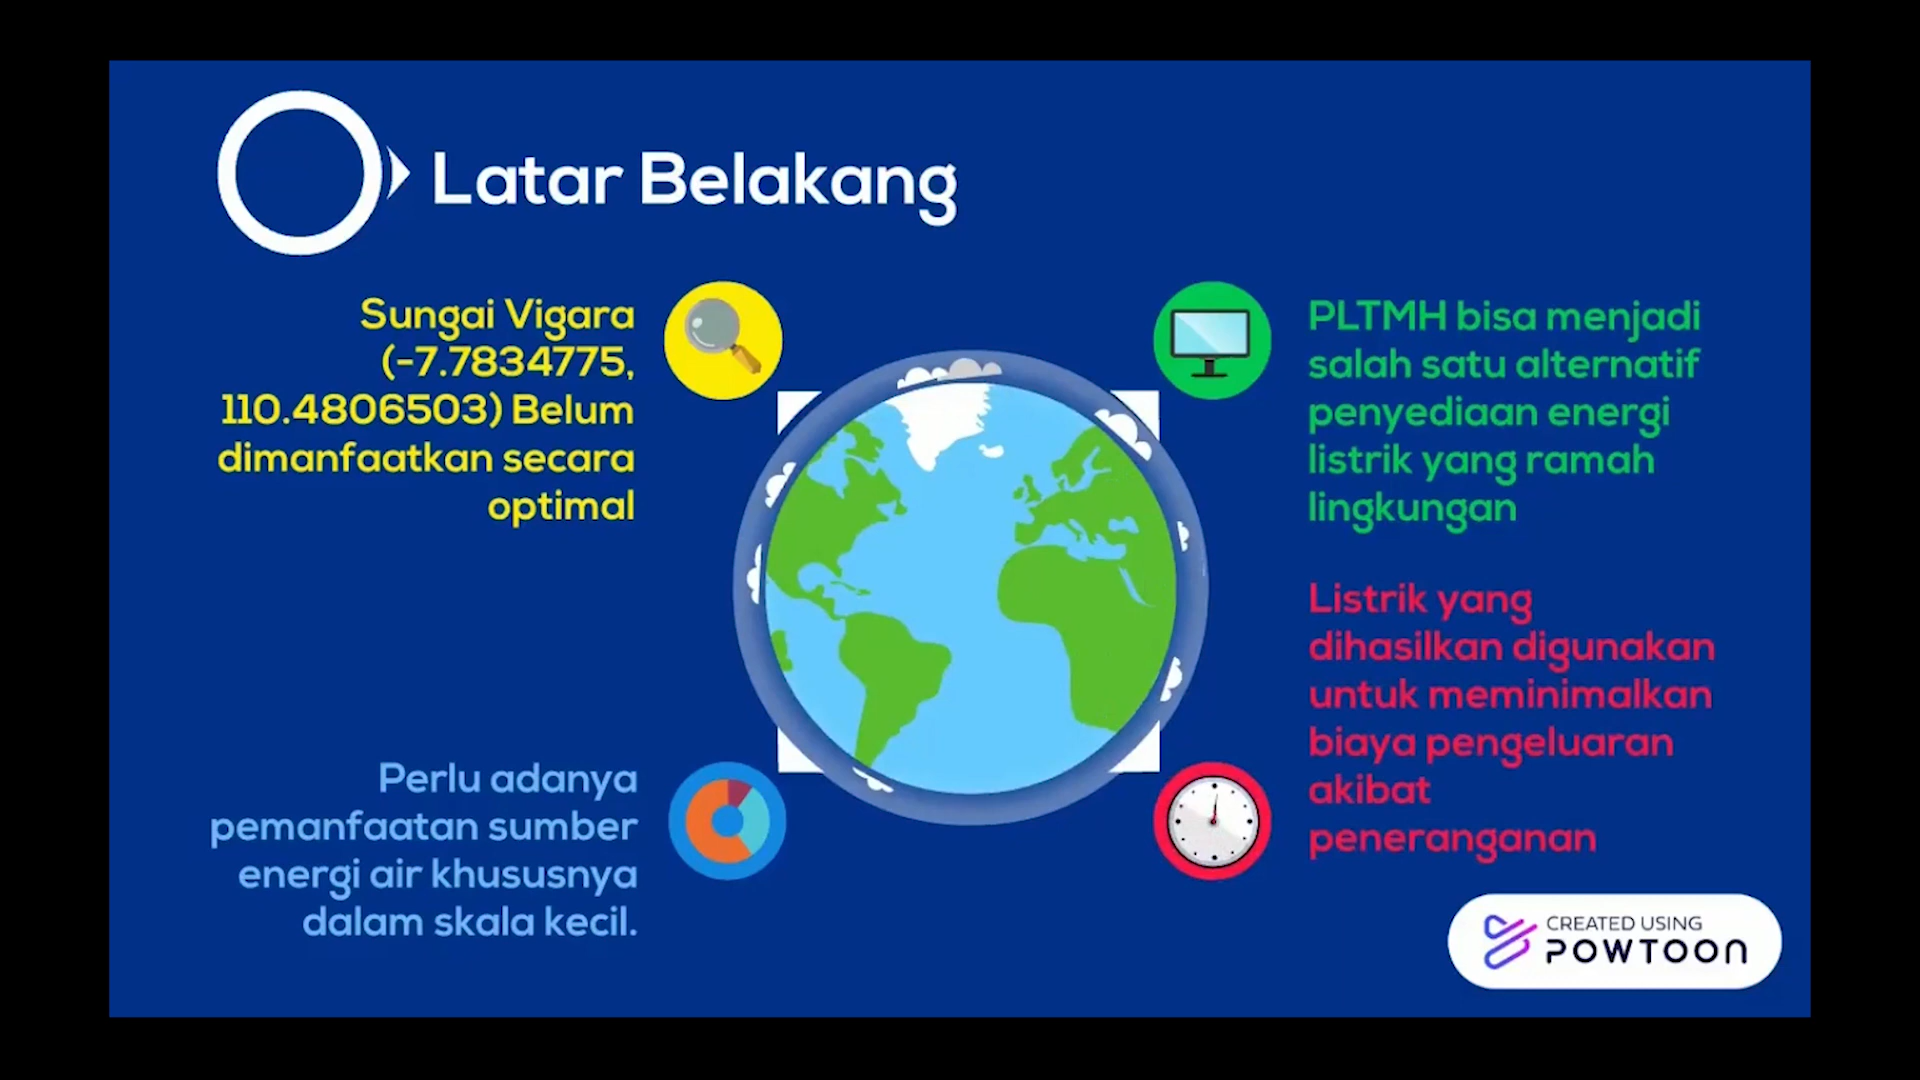 Latar Belakang
Sungai Vigara
(-7.7834775,
110.4806503) Belum
dimanfaatkan secara
optimal
PLTMH bisa menjadi
salah satu alternatif
penyediaan energi
listrik yang ramah
lingkungan
Perlu adanya
pemanfaatan sumber
energi air khususnya
dalam skala kecil.
Listrik yang
dihasilkan digunakan
untuk meminimalkan
biaya pengeluaran
akibat
peneranganan
CREATED USING
POWTOON